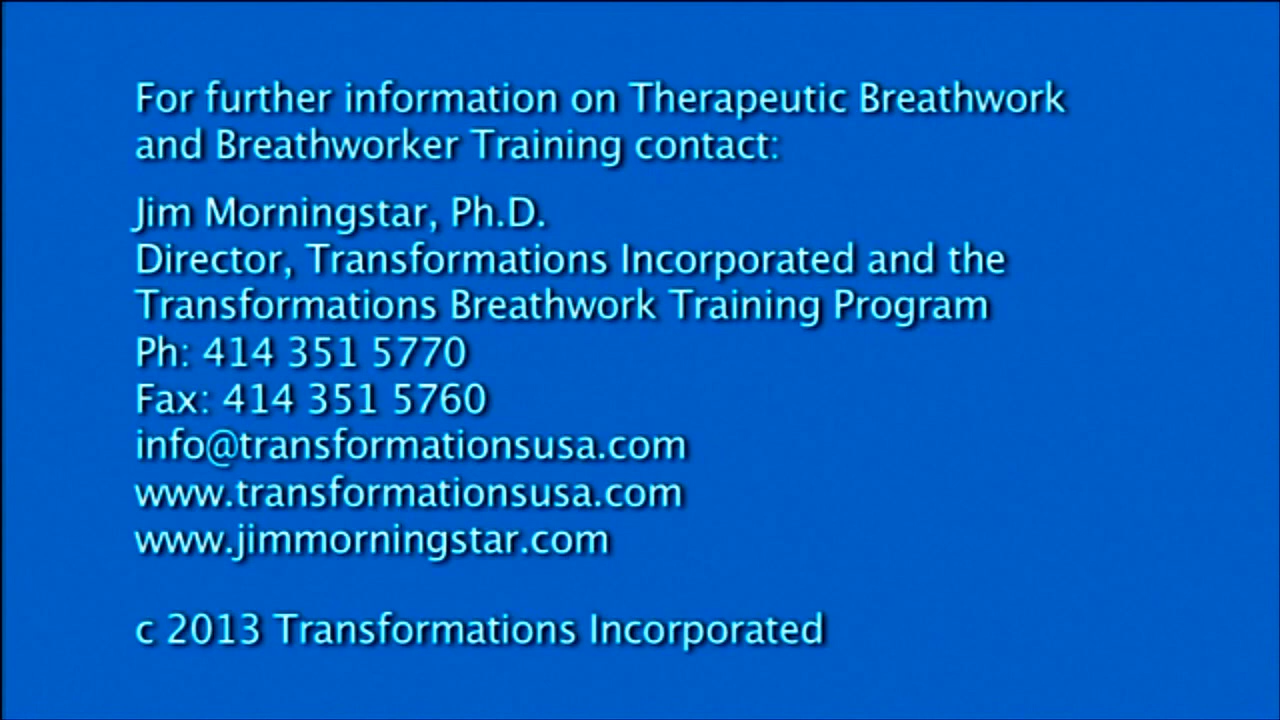 For further information on Therapeutic Breathwork
and Breathworker Training contact:
Jim Morningstar, Ph.D.
Director, Transformations Incorporated and the
Transformations Breathwork Training Program
Ph: 414 351 5770
Fax: 414 351 5760
info@transformationsusa.com
www.transformationsusa.com
www.jimmorningstar.com
c 2013 Transformations Incorporated